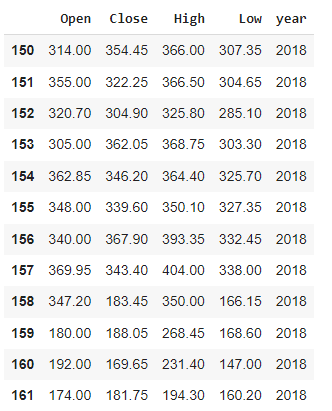 Open Close High Low year
150 314.00 354.45 366.00 307.35 2018
151 355.00 322.25 366.50 304.65 2018
152 320.70 304.90 325.80 285.10 2018
153 305.00 362.05 368.75 303.30 2018
154 362.85 346.20 364.40 325.70 2018
155 348.00 339.60 350.10 327.35 2018
156 340.00 367.90 393.35 332.45 2018
157 369.95 343.40 404.00 338.00 2018
158 347.20 183.45 350.00 166.15 2018
159 180.00 188.05 268.45 168.60 2018
160 192.00 169.65 231.40 147.00 2018
161 174.00 181.75 194.30 160.20 2018